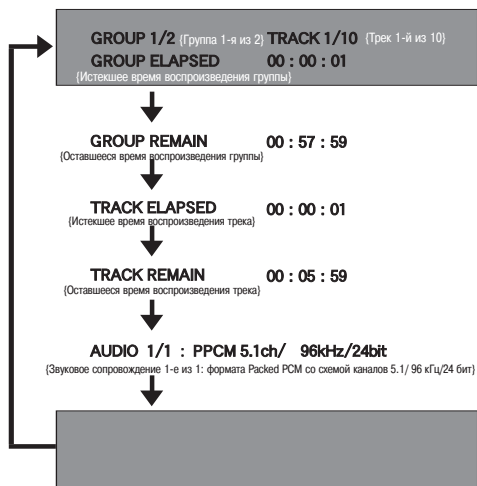 GROUP 1/2 {Группа 1-я из 2} TRACK 1/10 {Трек 1-й из 10}
GROUP ELAPSED 00 : 00 : 01
{Истекшее время воспроизведения группы}
GROUP REMAIN 00 : 57 : 59
{Оставшееся время воспроизведения группы}
TRACK ELAPSED 00 : 00 : 01
{Истекшее время воспроизведения трека}
TRACK REMAIN 00 : 05 : 59
{Оставшееся время воспроизведения трека}
AUDIO 1/1 : PPCM 5.1ch/ 96kHz/24bit
{Звуковое сопровождение 1-е из 1: формата Packed PCM со схемой каналов 5.1/ 96 кГц/24 бит}